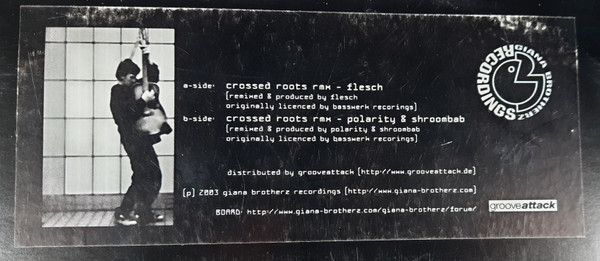 a-side: crossed roots rmx - flesch
[remixed & produced by flesch
originally licenced by basswerk recorings]
b-side: crossed roots rmx - polarity & shroombab
[remixed & produced by polarity & shroombab
originally licenced by basswerk recorings]
distributed by grooveattack [http://www.grooveattack.de]
[p] 2003 giana brotherz recordings [http://www.giana-brotherz.com]
BOARD: http://www.giana-brotherz.com/giana-brotherz/forum/
GIANA BROTHERZ
RECORDINGS
grooveattack